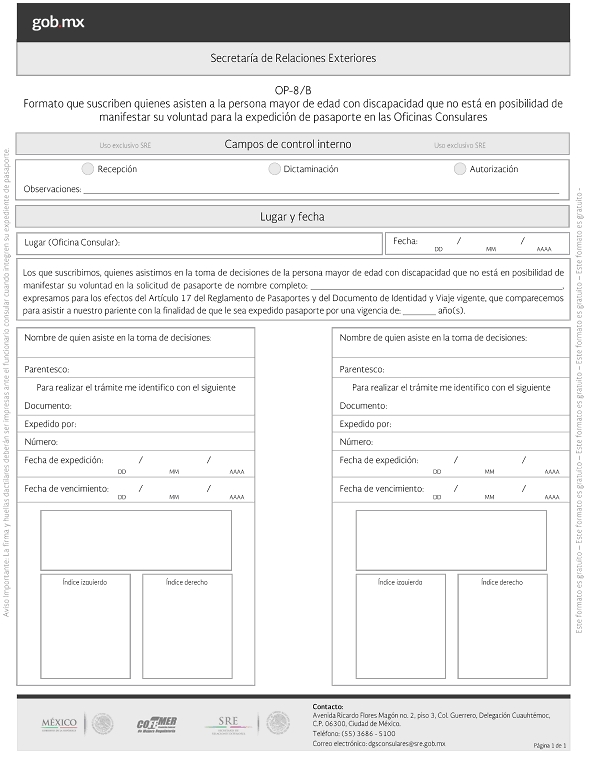 gob.mx
Secretaría de Relaciones Exteriores
OP-8/B
Formato que suscriben quienes asisten a la persona mayor de edad con discapacidad que no está en posibilidad de
manifestar su voluntad para la expedición de pasaporte en las Oficinas Consulares
Uso exclusivo SRE Campos de control interno Uso exclusivo SRE
Recepción Dictaminación Autorización
Observaciones:
Lugar y fecha
Lugar (Oficina Consular): Fecha: / /
DD MM AAAA
Los que suscribimos, quienes asistimos en la toma de decisiones de la persona mayor de edad con discapacidad que no está en posibilidad de
manifestar su voluntad en la solicitud de pasaporte de nombre completo: ,
expresamos para los efectos del Artículo 17 del Reglamento de Pasaportes y del Documento de Identidad y Viaje vigente, que comparecemos
para asistir a nuestro pariente con la finalidad de que le sea expedido pasaporte por una vigencia de: año(s).
Nombre de quien asiste en la toma de decisiones:
Parentesco:
Para realizar el trámite me identifico con el siguiente
Documento:
Expedido por:
Número:
Fecha de expedición: / /
DD MM AAAA
Fecha de vencimiento: / /
DD MM AAAA
Índice izquierdo Índice derecho
Nombre de quien asiste en la toma de decisiones:
Parentesco:
Para realizar el trámite me identifico con el siguiente
Documento:
Expedido por:
Número:
Fecha de expedición: / /
DD MM AAAA
Fecha de vencimiento: / /
DD MM AAAA
Índice izquierdo Índice derecho
Aviso Importante: La firma y huellas dactilares deberán ser impresas ante el funcionario consular cuando integren su expediente de pasaporte.
Este formato es gratuito – Este formato es gratuito – Este formato es gratuito – Este formato es gratuito – Este formato es gratuito –
MÉXICO
COFEMER
SRE
Contacto:
Avenida Ricardo Flores Magón no. 2, piso 3, Col. Guerrero, Delegación Cuauhtémoc,
C.P. 06300, Ciudad de México.
Teléfono: (55) 3686 - 5100
Correo electrónico: dgsconsulares@sre.gob.mx
Página 1 de 1